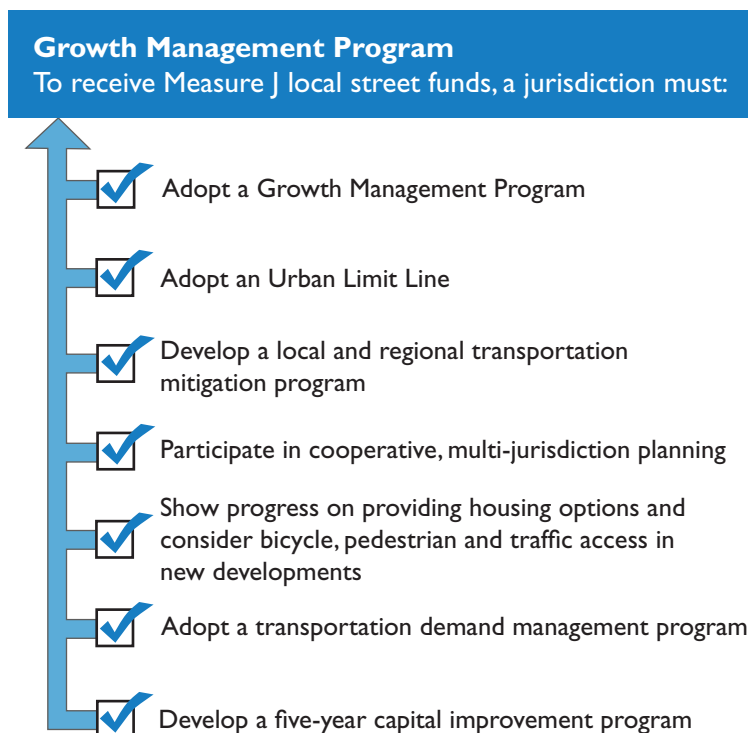 Growth Management Program
To receive Measure J local street funds, a jurisdiction must:
Adopt a Growth Management Program
Adopt an Urban Limit Line
Develop a local and regional transportation
mitigation program
Participate in cooperative, multi-jurisdiction planning
Show progress on providing housing options and
consider bicycle, pedestrian and traffic access in
new developments
Adopt a transportation demand management program
Develop a five-year capital improvement program